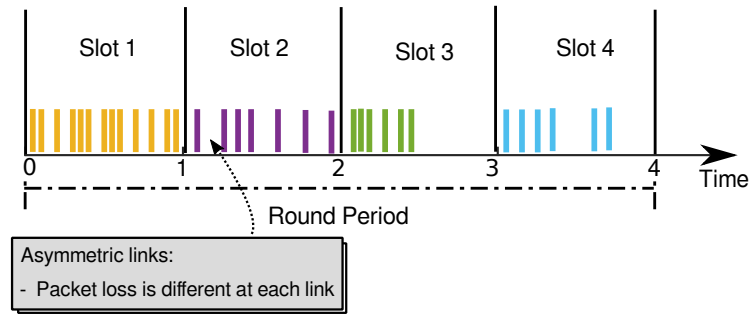 Slot 1
Slot 2
Slot 3
Slot 4
0
1
2
3
4
Time
Round Period
Asymmetric links:
- Packet loss is different at each link